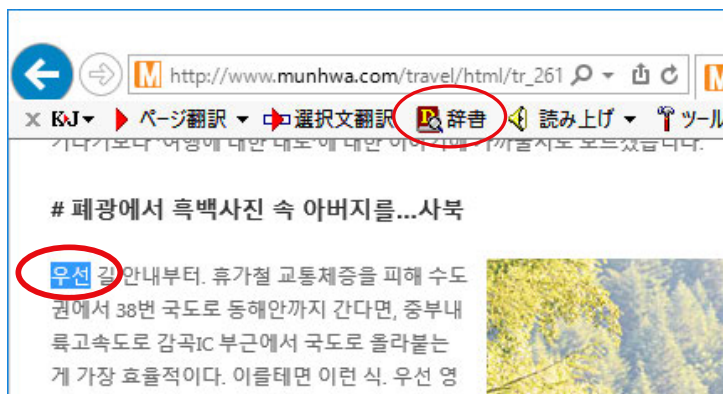 http://www.munhwa.com/travel/html/tr_261
× KJ ページ翻訳 選択文翻訳 辞書 読み上げ ツール
# 폐광에서 흑백사진 속 아버지를...사북
우선 길 안내부터. 휴가철 교통체증을 피해 수도
권에서 38번 국도로 동해안까지 간다면, 중부내
륙고속도로 감곡IC 부근에서 국도로 올라붙는
게 가장 효율적이다. 이를테면 이런 식. 우선 영